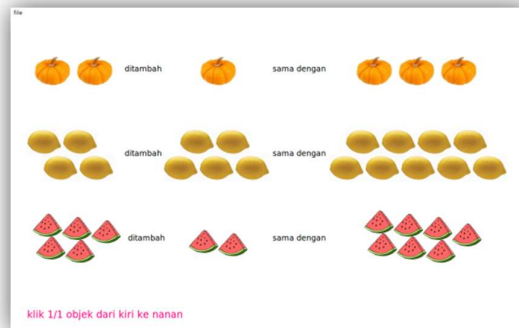 file
ditambah sama dengan
ditambah sama dengan
ditambah sama dengan
klik 1/1 objek dari kiri ke nanan